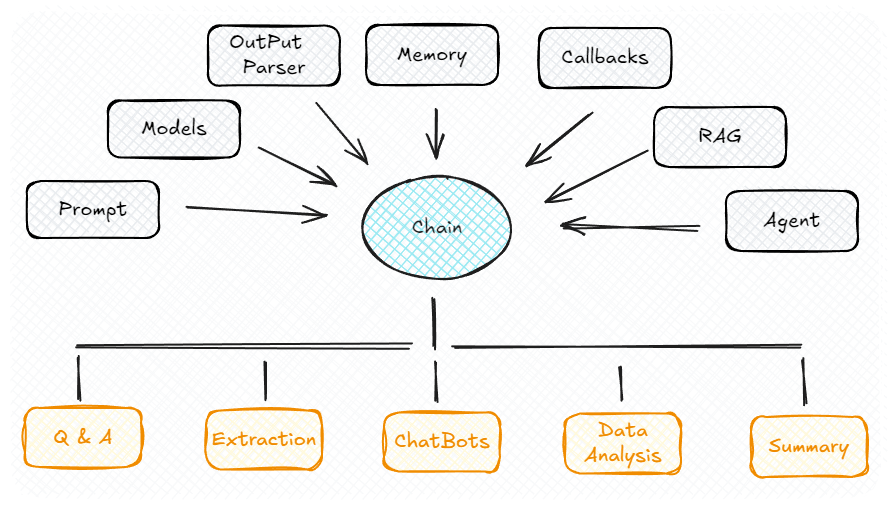 OutPut
Parser
Memory
Callbacks
Models
RAG
Prompt
Agent
Chain
Q & A
Extraction
ChatBots
Data
Analysis
Summary